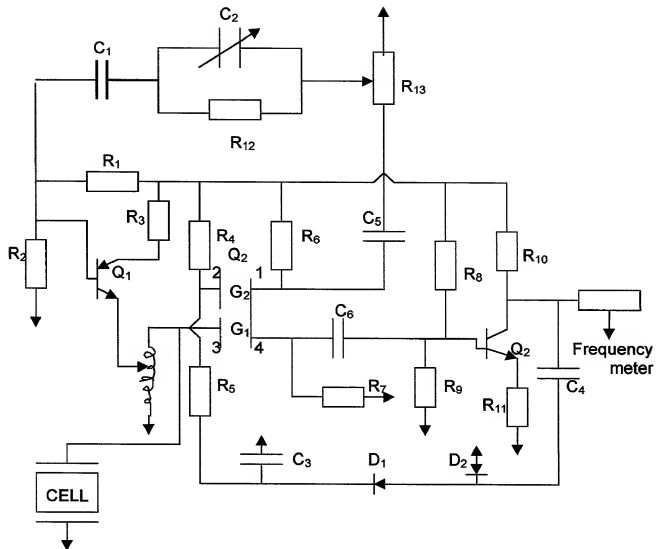 C2
C1
R13
R12
R1
R3
R2
Q1
R4
Q2
R6
C5
R8
R10
2
1
G2
G1
3
4
C6
Q2
Frequency
meter
R5
R7
R9
R11
C4
C3
D1
D2
CELL